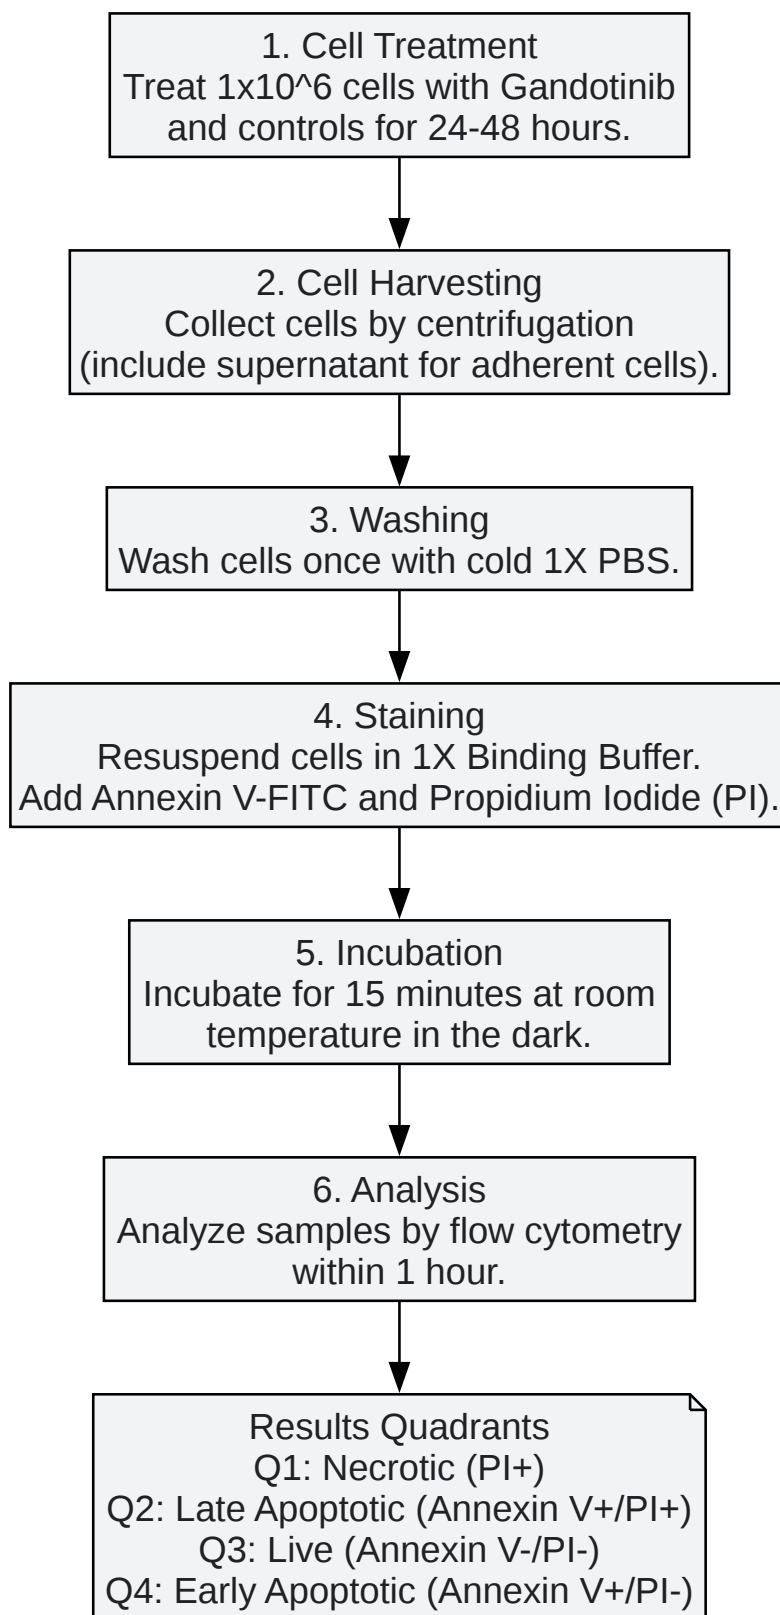 1. Cell Treatment
Treat 1x10^6 cells with Gandotinib
and controls for 24-48 hours.
2. Cell Harvesting
Collect cells by centrifugation
(include supernatant for adherent cells).
3. Washing
Wash cells once with cold 1X PBS.
4. Staining
Resuspend cells in 1X Binding Buffer.
Add Annexin V-FITC and Propidium Iodide (PI).
5. Incubation
Incubate for 15 minutes at room
temperature in the dark.
6. Analysis
Analyze samples by flow cytometry
within 1 hour.
Results Quadrants
Q1: Necrotic (PI+)
Q2: Late Apoptotic (Annexin V+/PI+)
Q3: Live (Annexin V-/PI-)
Q4: Early Apoptotic (Annexin V+/PI-)